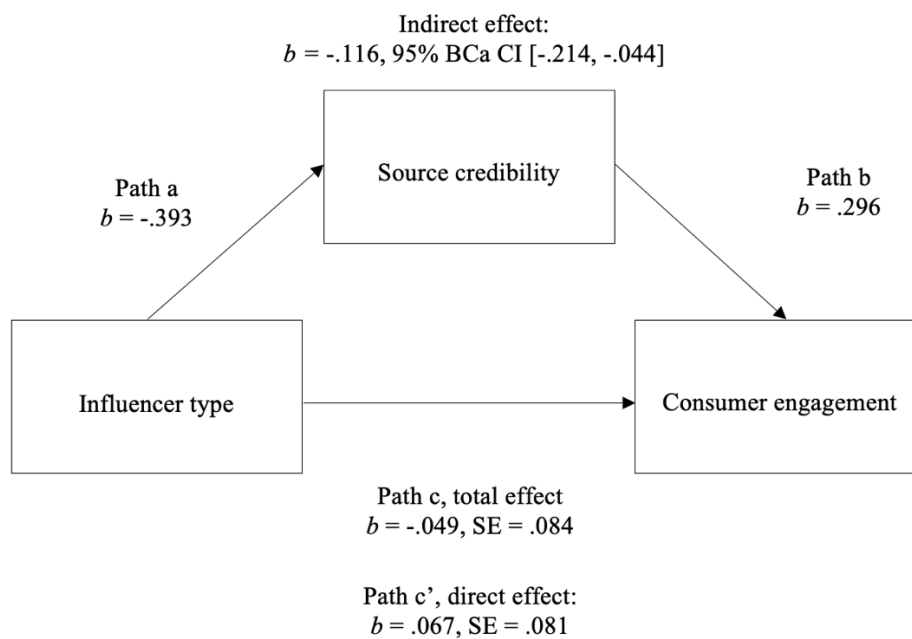 Indirect effect:
b = -.116, 95% BCa CI [-.214, -.044]
Source credibility
Path a
b = -.393
Path b
b = .296
Influencer type
Consumer engagement
Path c, total effect
b = -.049, SE = .084
Path c’, direct effect:
b = .067, SE = .081